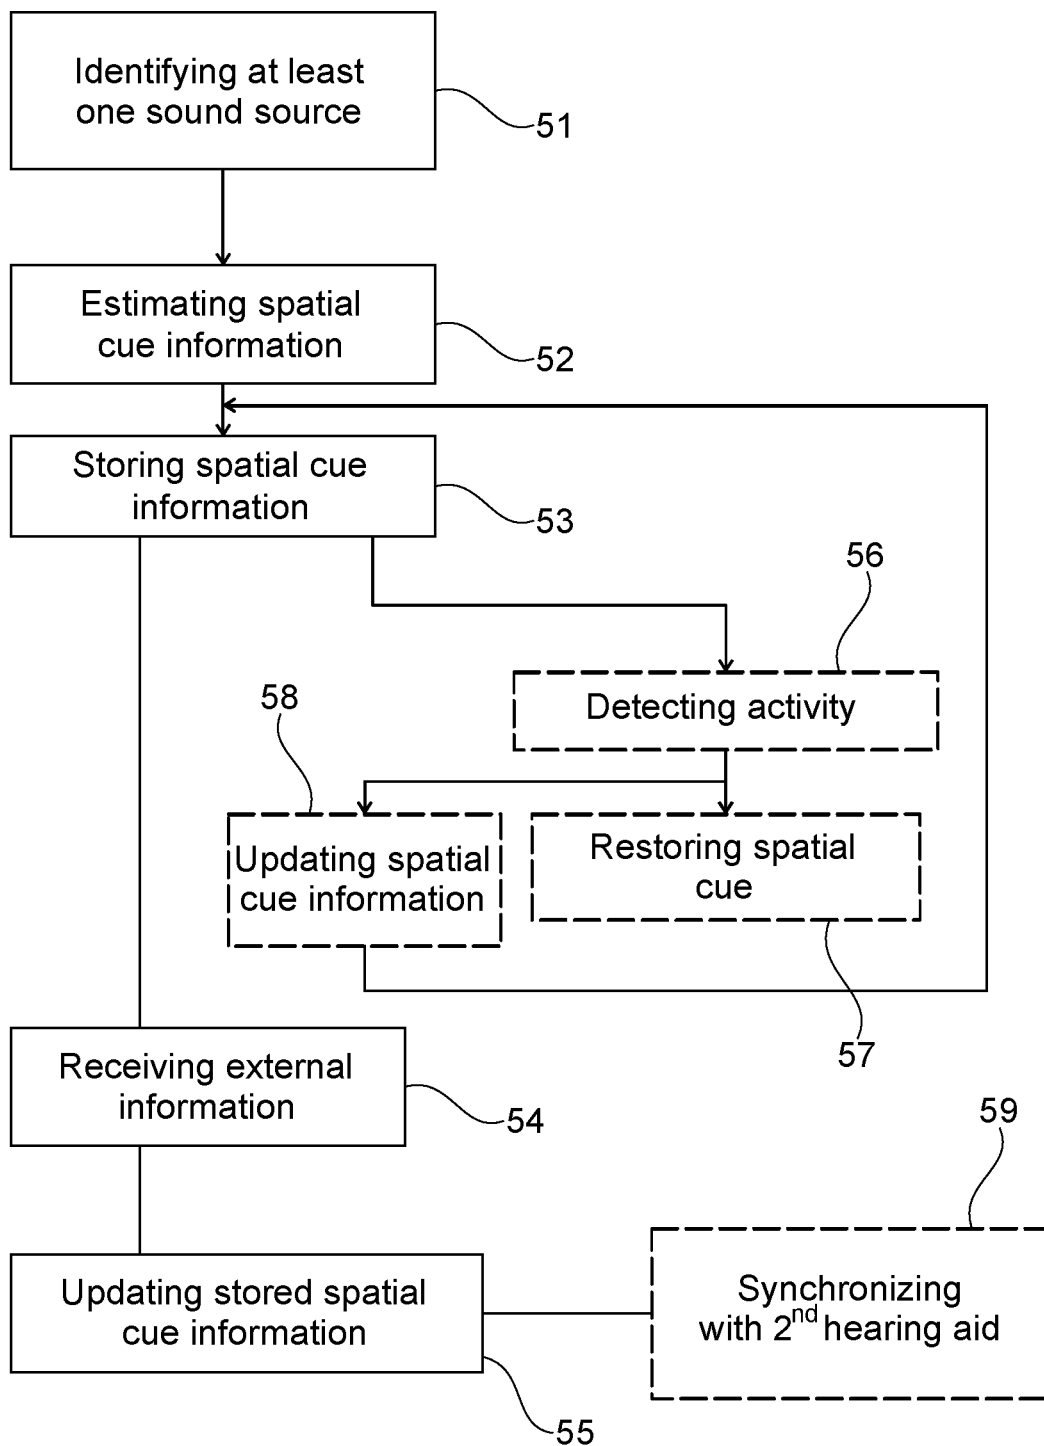 Identifying at least
one sound source
51
Estimating spatial
cue information
52
Storing spatial cue
information
53
56
Detecting activity
58
Updating spatial
cue information
Restoring spatial
cue
57
Receiving external
information
54
59
Updating stored spatial
cue information
55
Synchronizing
with 2nd hearing aid